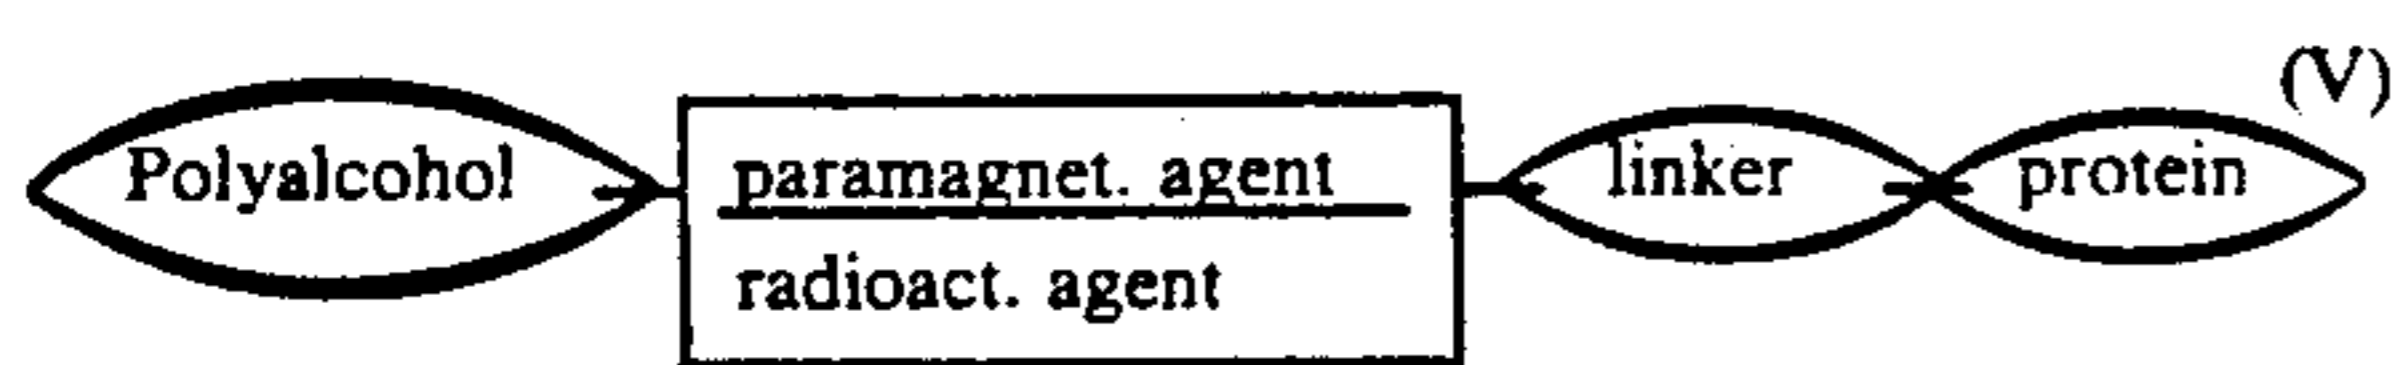 (V)
Polyalcohol paramagnet. agent linker protein
radioact. agent